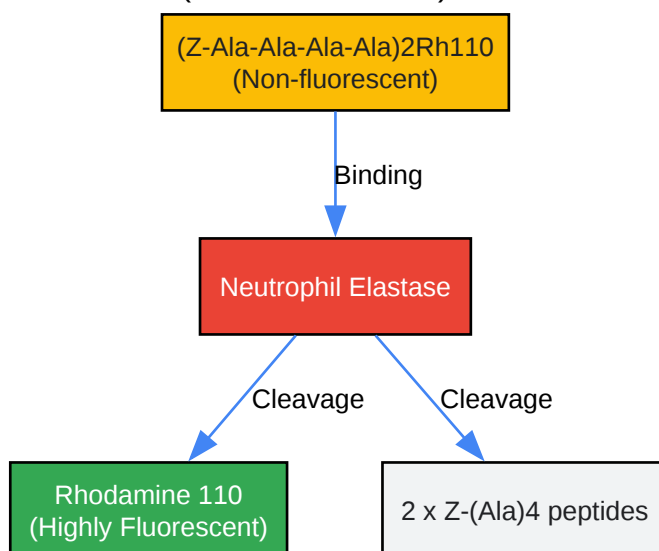 (Z-Ala-Ala-Ala-Ala)2Rh110
(Non-fluorescent)
Binding
Neutrophil Elastase
Cleavage Cleavage
Rhodamine 110
(Highly Fluorescent)
2 x Z-(Ala)4 peptides